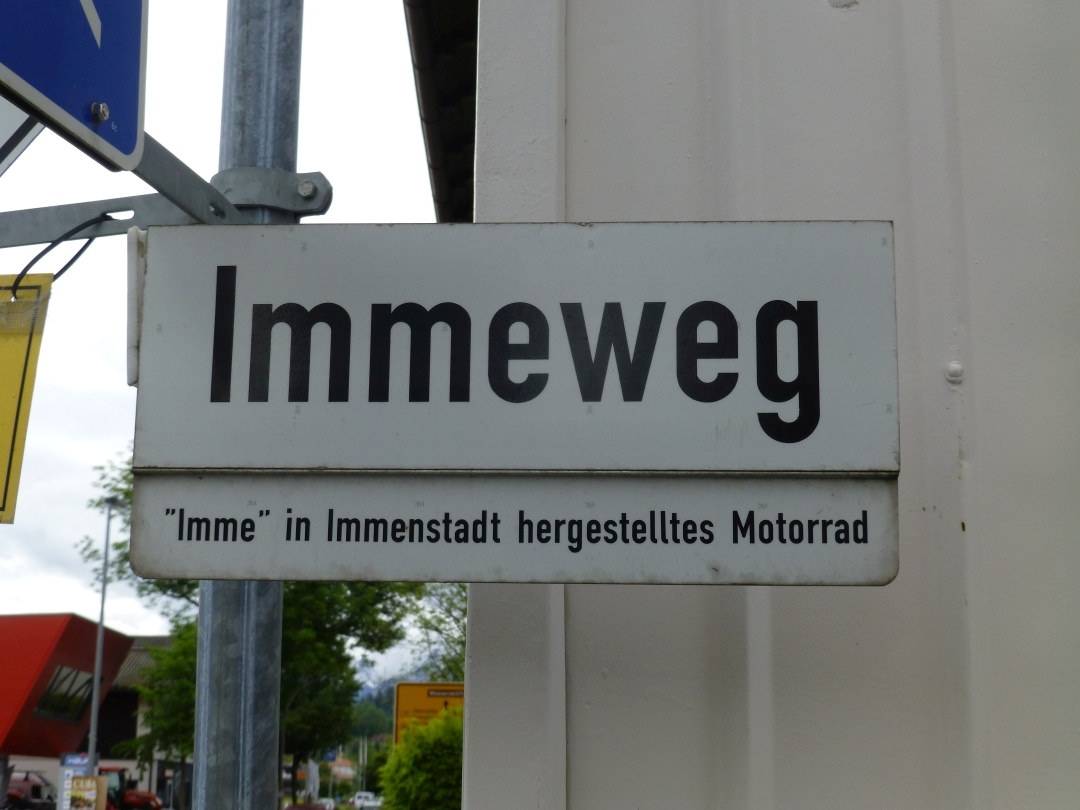 Immeweg
"Imme" in Immenstadt hergestelltes Motorrad